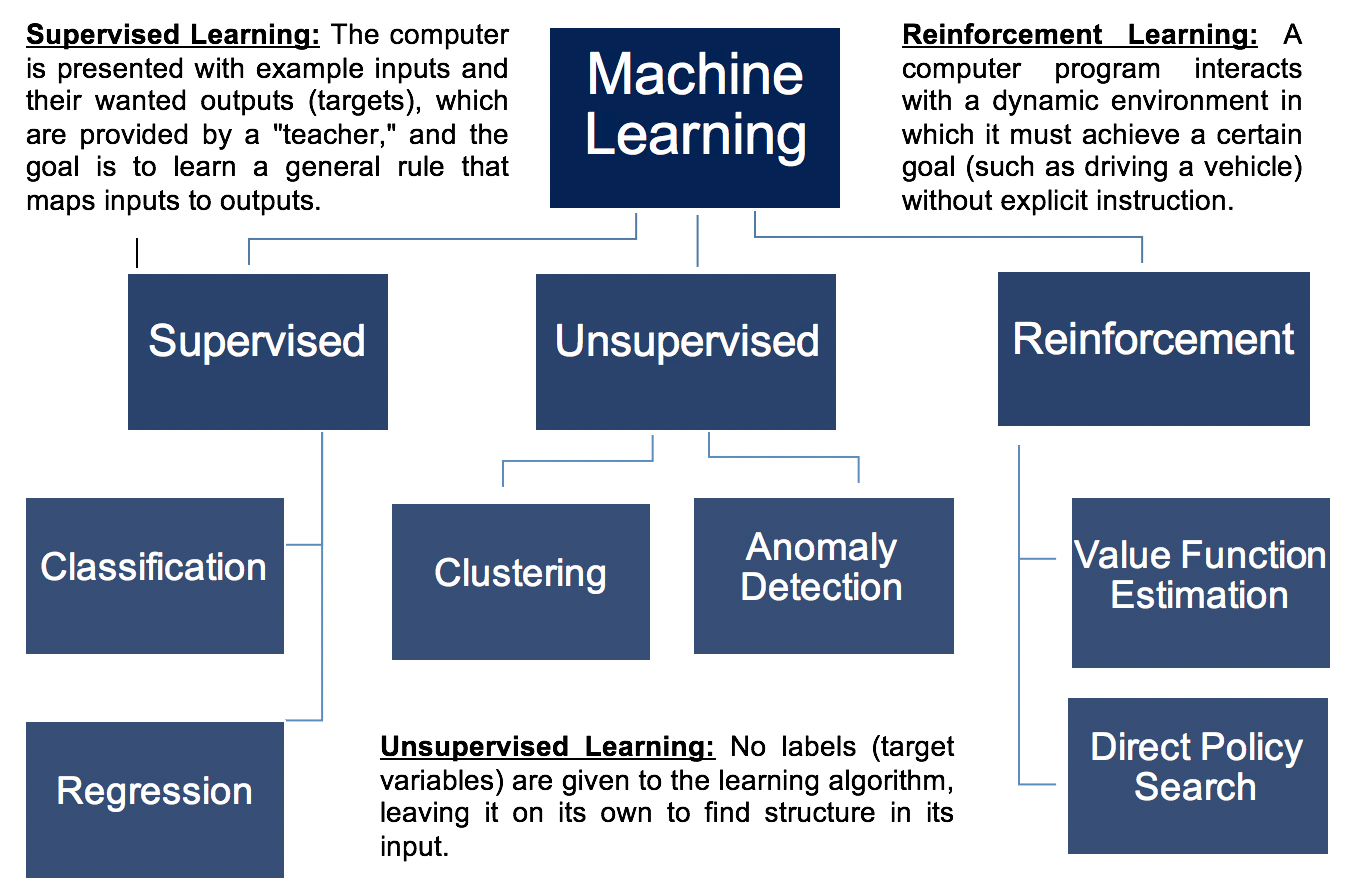 Supervised Learning: The computer
is presented with example inputs and
their wanted outputs (targets), which
are provided by a "teacher," and the
goal is to learn a general rule that
maps inputs to outputs.
Machine
Learning
Reinforcement Learning: A
computer program interacts
with a dynamic environment in
which it must achieve a certain
goal (such as driving a vehicle)
without explicit instruction.
Supervised
Unsupervised
Reinforcement
Classification
Clustering
Anomaly
Detection
Value Function
Estimation
Regression
Unsupervised Learning: No labels (target
variables) are given to the learning algorithm,
leaving it on its own to find structure in its
input.
Direct Policy
Search